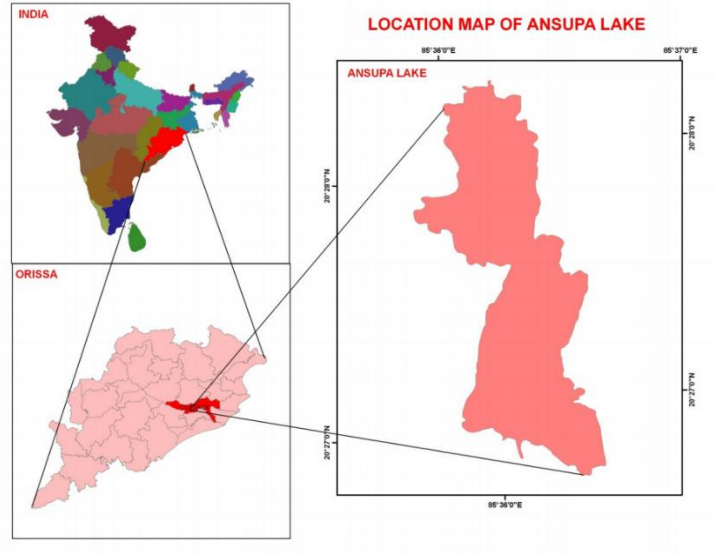 INDIA
LOCATION MAP OF ANSUPA LAKE
85°36'0"E
85°37'0"E
ANSUPA LAKE
20°28'0"N
20°28'0"N
ORISSA
20°27'0"N
20°27'0"N
85°36'0"E